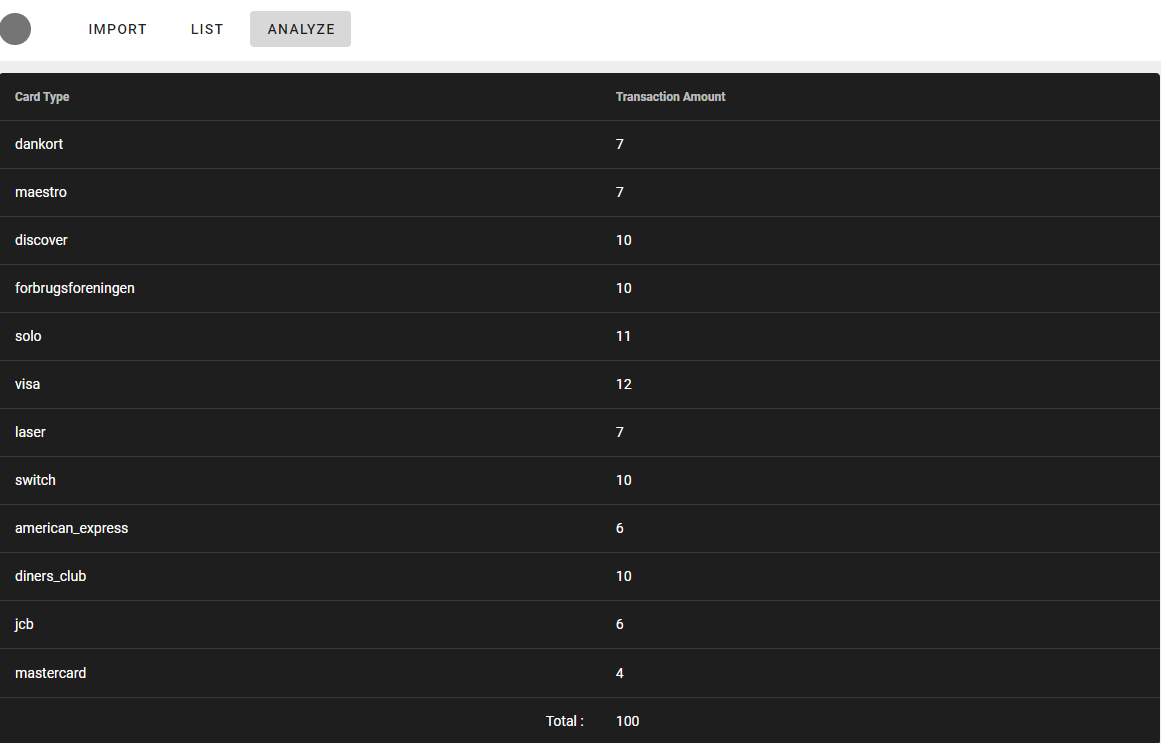 IMPORT LIST ANALYZE
Card Type Transaction Amount
dankort 7
maestro 7
discover 10
forbrugsforeningen 10
solo 11
visa 12
laser 7
switch 10
american_express 6
diners_club 10
jcb 6
mastercard 4
Total : 100